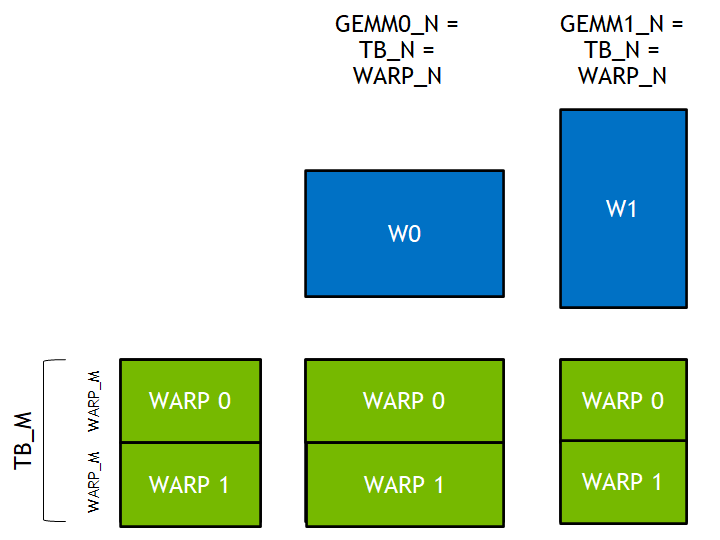 GEMM0_N =
TB_N =
WARP_N
GEMM1_N =
TB_N =
WARP_N
W0
W1
TB_M
WARP_M
WARP_M
WARP 0
WARP 0
WARP 0
WARP 1
WARP 1
WARP 1